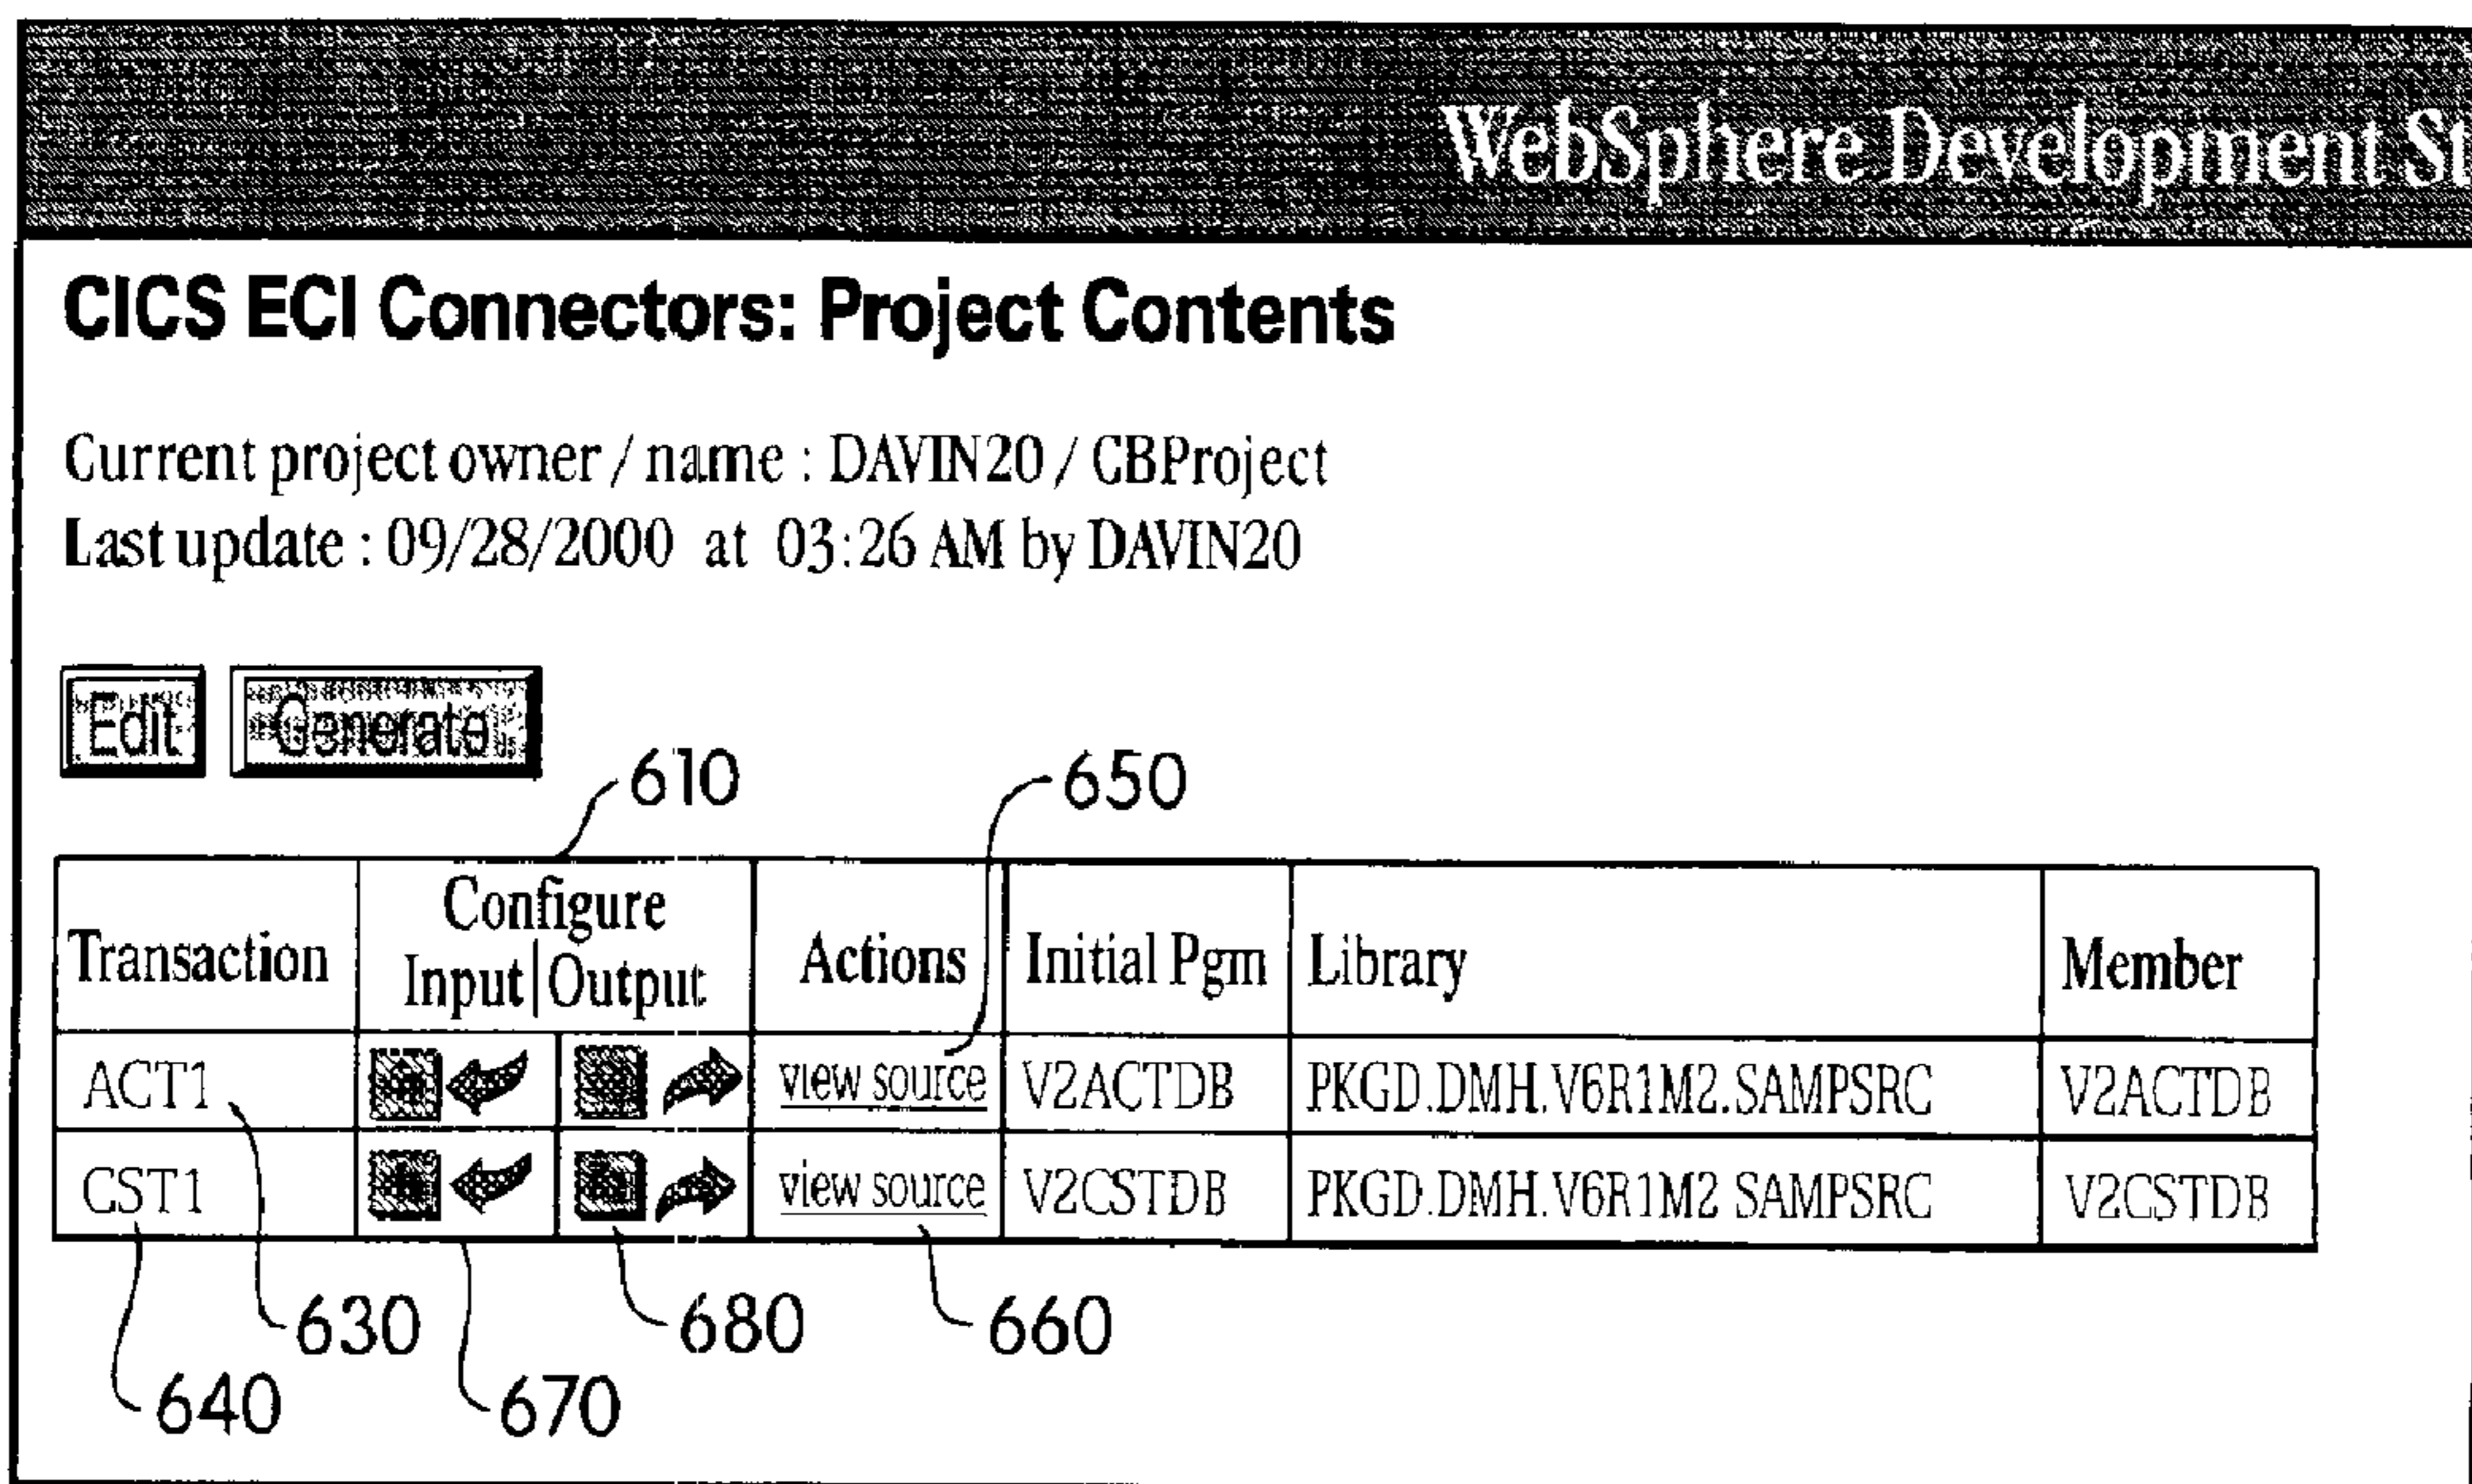 WebSphere Development St
CICS ECI Connectors: Project Contents
Current project owner / name : DAVIN20 / CBProject
Last update : 09/28/2000 at 03:26 AM by DAVIN20
Edit Generate
610 650
Transaction Configure Input | Output Actions Initial Pgm Library Member
ACT1 view source V2ACTDB PKGD.DMH.V6R1M2.SAMPSRC V2ACTDB
CST1 view source V2CSTDB PKGD.DMH.V6R1M2 SAMPSRC V2CSTDB
630 680 660
640 670